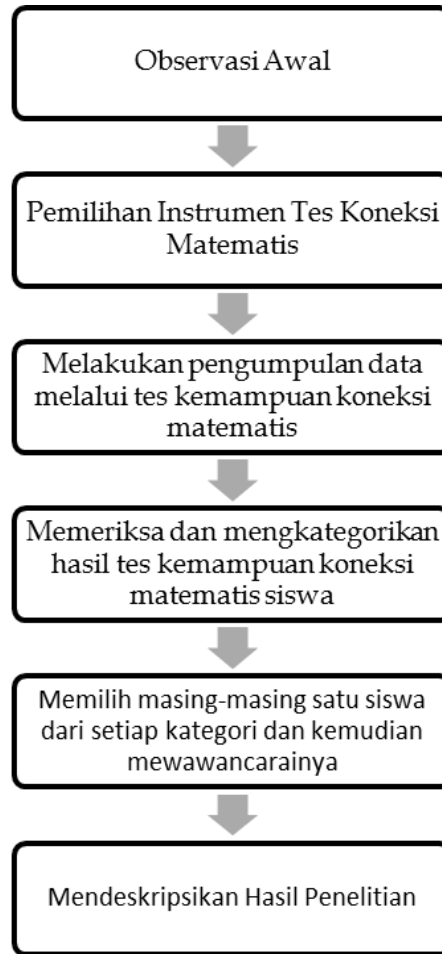 Observasi Awal
Pemilihan Instrumen Tes Koneksi
Matematis
Melakukan pengumpulan data
melalui tes kemampuan koneksi
matematis
Memeriksa dan mengkategorikan
hasil tes kemampuan koneksi
matematis siswa
Memilih masing-masing satu siswa
dari setiap kategori dan kemudian
mewawancarainya
Mendeskripsikan Hasil Penelitian